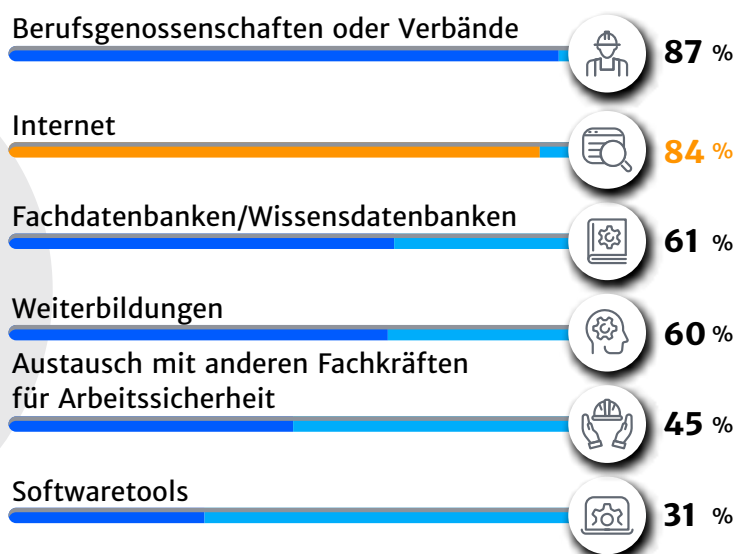 Berufsgenossenschaften oder Verbände
87 %
Internet
84 %
Fachdatenbanken/Wissensdatenbanken
61 %
Weiterbildungen
60 %
Austausch mit anderen Fachkräften
für Arbeitssicherheit
45 %
Softwaretools
31 %